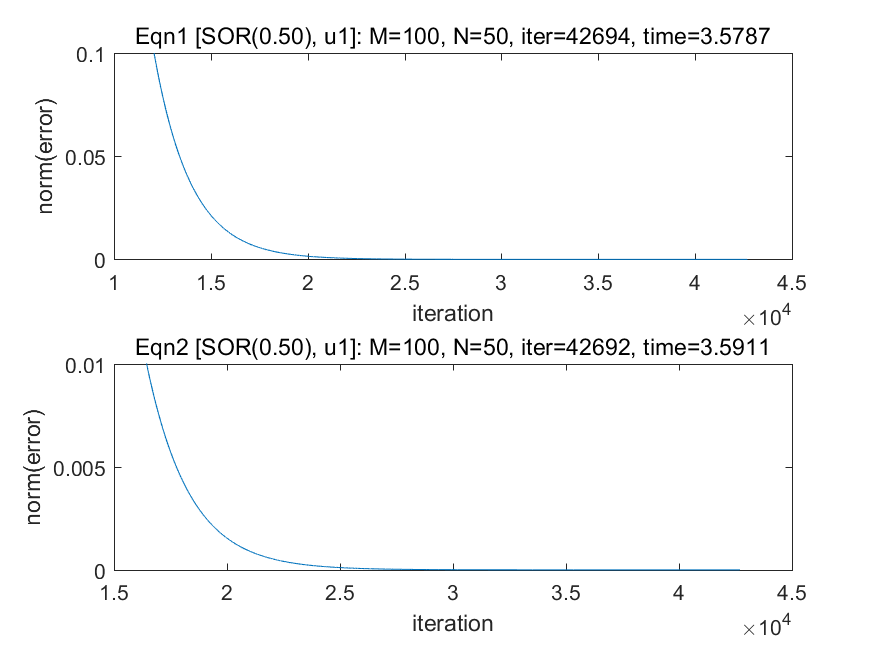 Eqn1 [SOR(0.50), u1]: M=100, N=50, iter=42694, time=3.5787
0.1
0.05
0
norm(error)
1 1.5 2 2.5 3 3.5 4 4.5
iteration
×10^4
Eqn2 [SOR(0.50), u1]: M=100, N=50, iter=42692, time=3.5911
0.01
0.005
0
norm(error)
1.5 2 2.5 3 3.5 4 4.5
iteration
×10^4